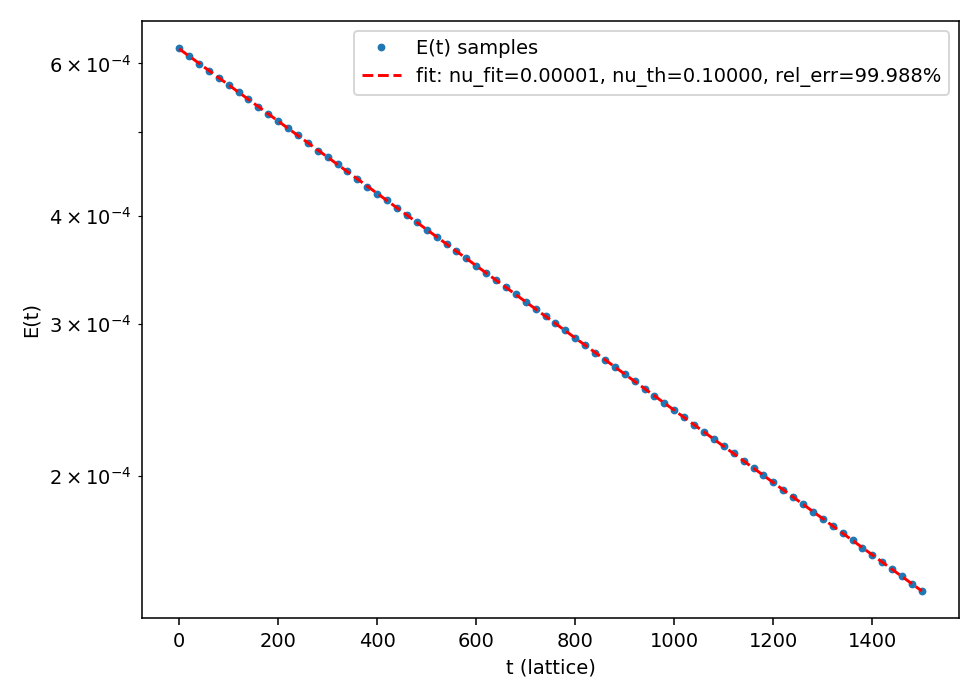 E(t) samples
fit: nu_fit=0.00001, nu_th=0.10000, rel_err=99.988%
6 × 10⁻⁴
4 × 10⁻⁴
3 × 10⁻⁴
2 × 10⁻⁴
E(t)
0 200 400 600 800 1000 1200 1400
t (lattice)